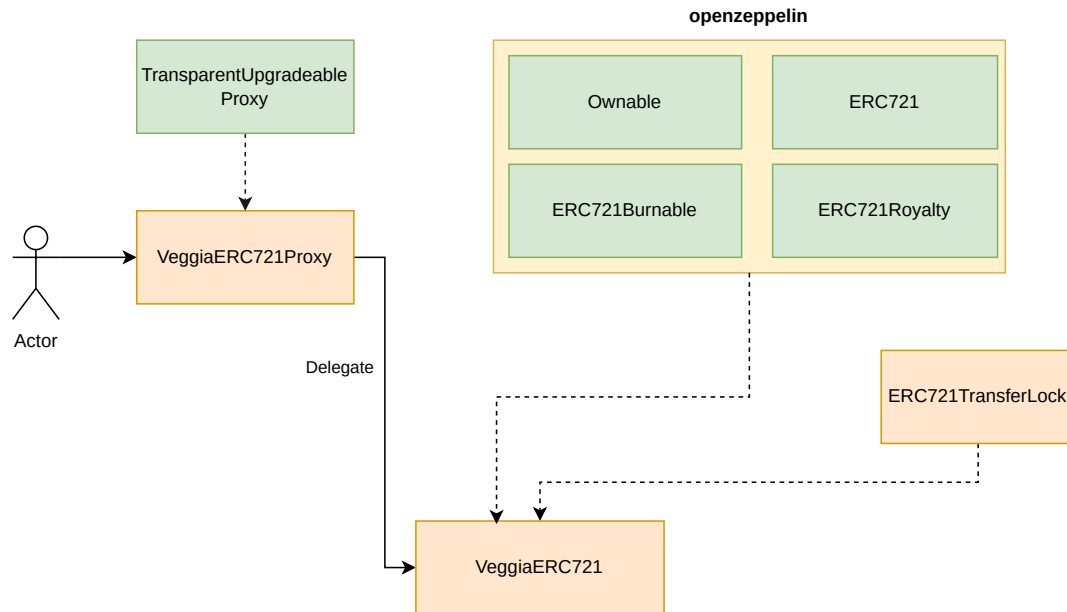 openzeppelin
TransparentUpgradeable
Proxy
Ownable
ERC721
ERC721Burnable
ERC721Royalty
VeggiaERC721Proxy
Actor
Delegate
ERC721TransferLock
VeggiaERC721